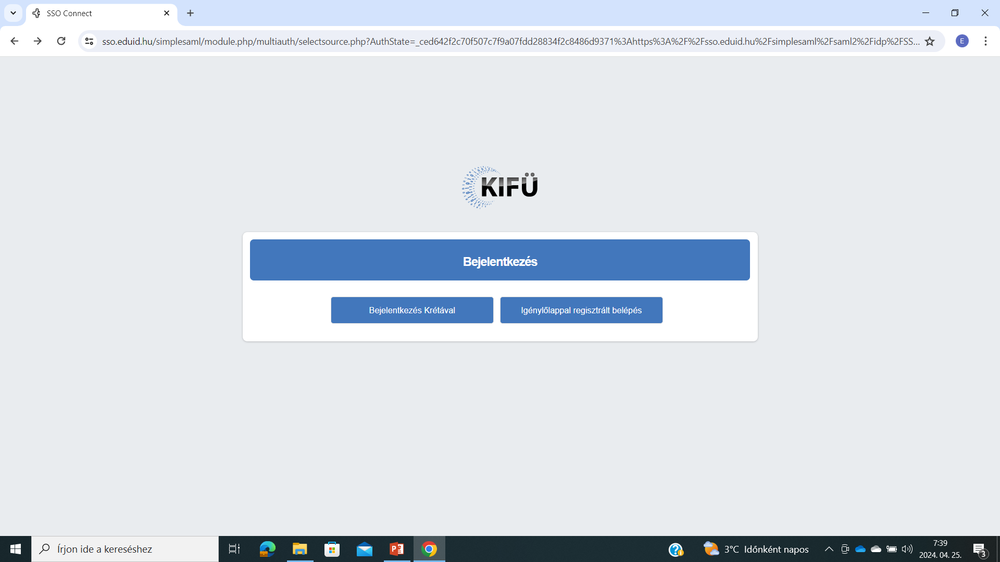 SSO Connect
sso.eduid.hu/simplesaml/module.php/multiauth/selectsource.php?AuthState=_ced642f2c70f507c7f9a07fdd28834f2c8486d9371%3Ahttps%3A%2F%2Fsso.eduid.hu%2Fsimplesaml%2Fsaml2%2Fidp%2FSS...
E
KIFÜ
Bejelentkezés
Bejelentkezés Krétával
Igénylőlappal regisztrált belépés
Írjon ide a kereséshez
3°C Időnként napos
7:39
2024. 04. 25.
3